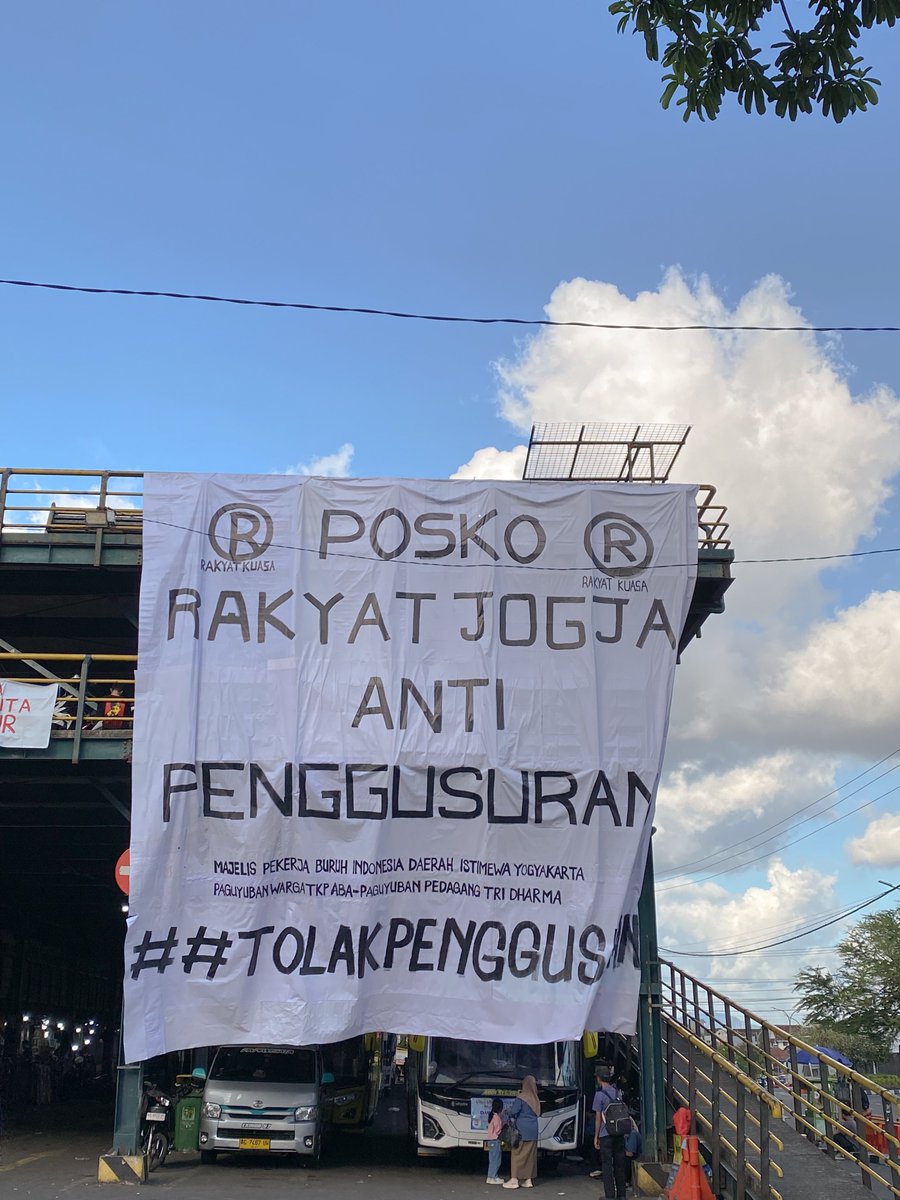 ® POSKO ®
RAKYAT KUASA RAKYAT KUASA
RAKYAT JOGJA
ANTI
PENGGUSURAN
MAJELIS PEKERJA BURUH INDONESIA DAERAH ISTIMEWA YOGYAKARTA
PAGUYUBAN WARGA TKP ABA-PAGUYUBAN PEDAGANG TRI DHARMA
##TOLAKPENGGUSURAN